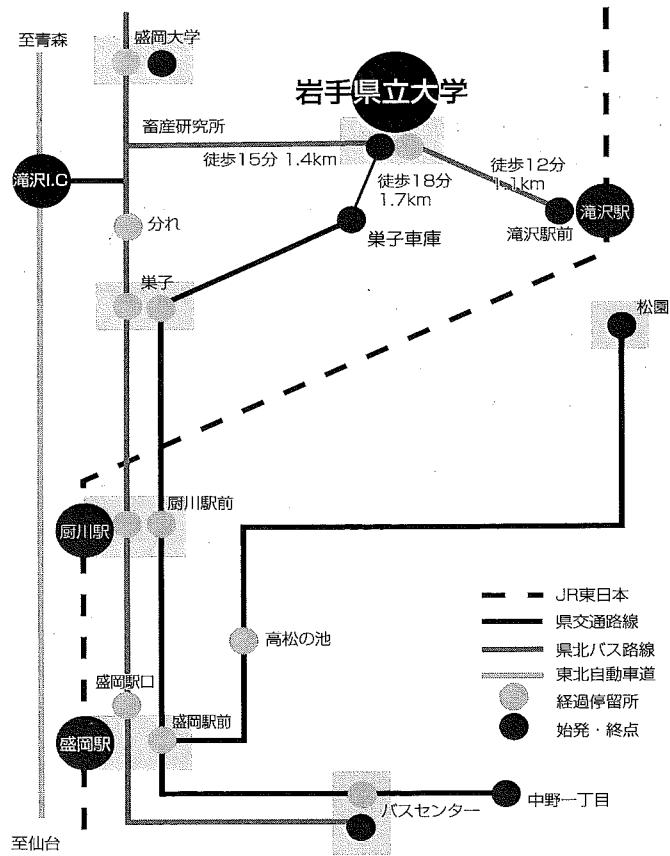 至青森
盛岡大学
岩手県立大学
畜産研究所
徒歩15分 1.4km
徒歩12分
1.1km
徒歩18分
1.7km
滝沢I.C
滝沢駅
滝沢駅前
分れ
巣子車庫
巣子
松園
厨川駅前
厨川駅
JR東日本
県交通路線
高松の池
県北バス路線
東北自動車道
盛岡駅口
経過停留所
盛岡駅前
始発・終点
盛岡駅
バスセンター
中野一丁目
至仙台